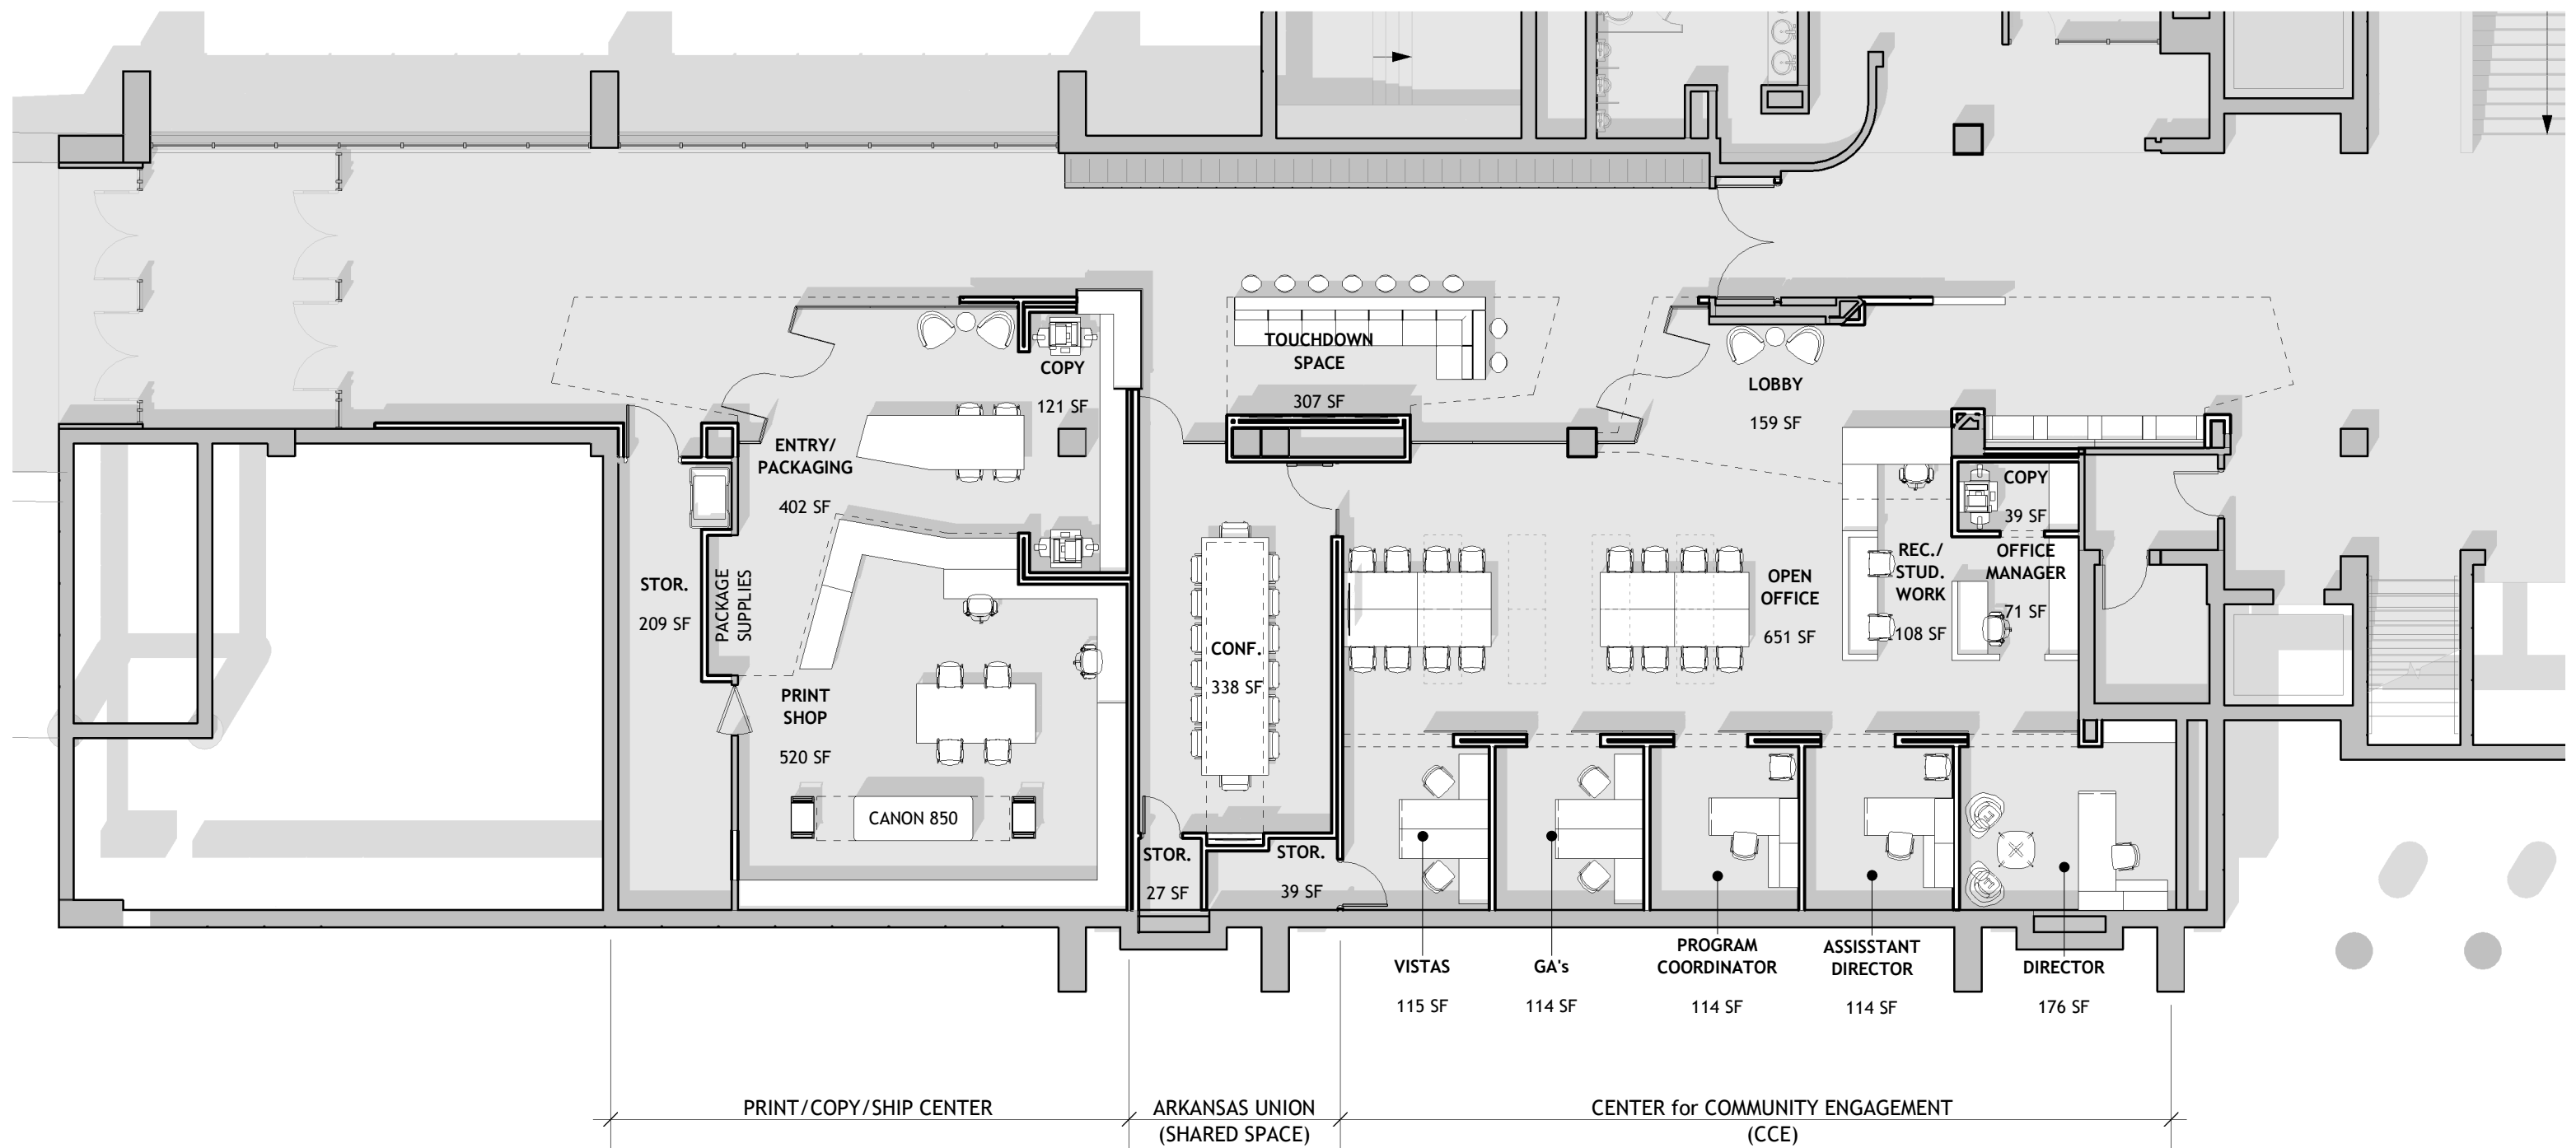 TOUCHDOWN
SPACE
307 SF
COPY
121 SF
LOBBY
159 SF
ENTRY/
PACKAGING
402 SF
COPY
39 SF
STOR.
209 SF
PACKAGE
SUPPLIES
REC./
STUD.
WORK
108 SF
OFFICE
MANAGER
71 SF
OPEN
OFFICE
651 SF
CONF.
338 SF
PRINT
SHOP
520 SF
CANON 850
STOR.
27 SF
STOR.
39 SF
VISTAS
115 SF
GA's
114 SF
PROGRAM
COORDINATOR
114 SF
ASSISSTANT
DIRECTOR
114 SF
DIRECTOR
176 SF
PRINT/COPY/SHIP CENTER
ARKANSAS UNION
(SHARED SPACE)
CENTER for COMMUNITY ENGAGEMENT
(CCE)